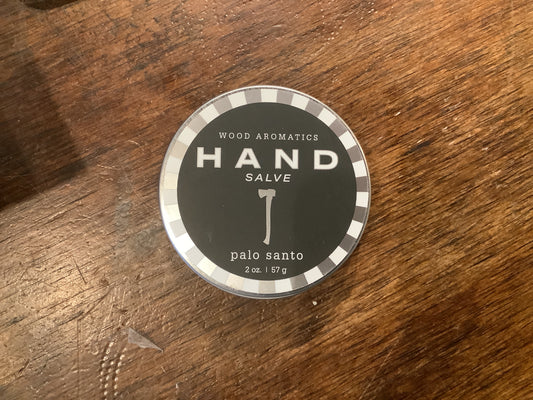 WOOD AROMATICS
HAND
SALVE
palo santo
2 oz. | 57 g